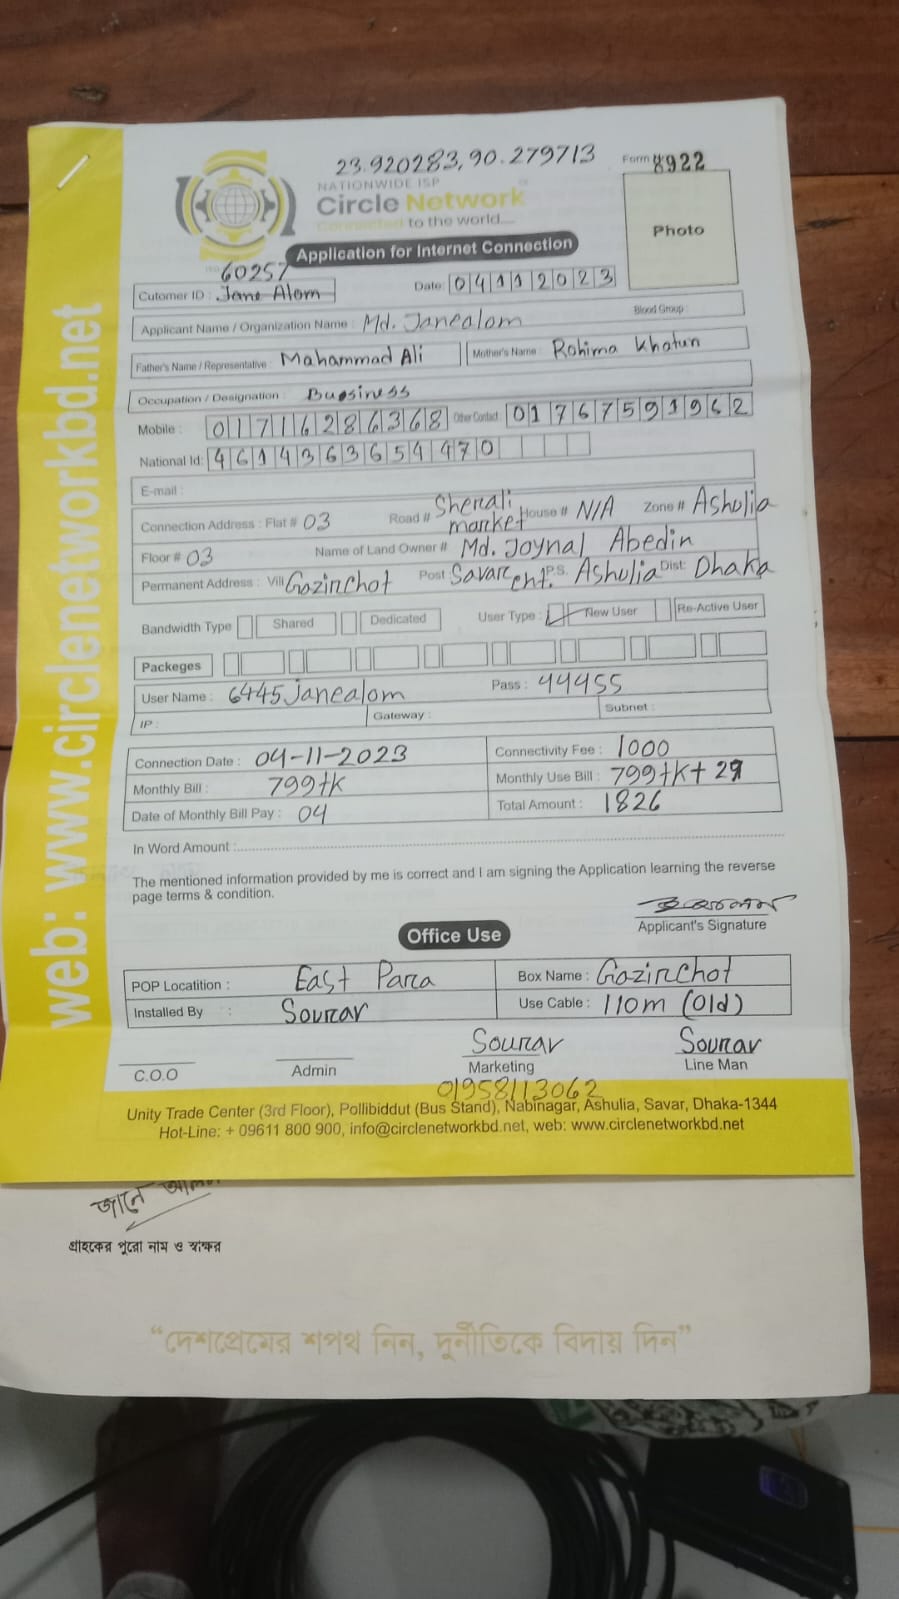 23.920283,90.279713
Form 8922
NATIONWIDE ISP
Circle Network
Connected to the world....
Photo
Application for Internet Connection
60257
Cutomer ID : Jane Alom Date: 04112023
Applicant Name / Organization Name : Md. Janealom Blood Group :
Father's Name / Representative : Mahammad Ali Mother's Name : Rohima Khatun
Occupation / Designation : Bussiness
Mobile : 01716286368 Other Contact : 01767591962
National Id: 4614363654470
E-mail :
Connection Address : Flat # 03 Road # Sherali market House # N/A Zone # Ashulia
Floor # 03 Name of Land Owner # Md. Joynal Abedin
Permanent Address : Vill Gazirchot Post Savar cent. P.S. Ashulia Dist: Dhaka
Bandwidth Type Shared Dedicated User Type : New User Re-Active User
Packeges
User Name : 6445Janealom Pass : 44455
IP : Gateway : Subnet :
Connection Date : 04-11-2023 Connectivity Fee : 1000
Monthly Bill : 799tk Monthly Use Bill : 799tk+ 27
Date of Monthly Bill Pay : 04 Total Amount : 1826
In Word Amount :
The mentioned information provided by me is correct and I am signing the Application learning the reverse
page terms & condition.
Applicant's Signature
Office Use
POP Locatition : East Para Box Name : Gazirchot
Installed By : Sourav Use Cable : 110m (Old)
Sourav Sourav
C.O.O Admin Marketing Line Man
01958113062
Unity Trade Center (3rd Floor), Pollibiddut (Bus Stand), Nabinagar, Ashulia, Savar, Dhaka-1344
Hot-Line: + 09611 800 900, info@circlenetworkbd.net, web: www.circlenetworkbd.net
web: www.circlenetworkbd.net
জানে আলম
গ্রাহকের পুরো নাম ও স্বাক্ষর
“দেশপ্রেমের শপথ নিন, দুর্নীতিকে বিদায় দিন”